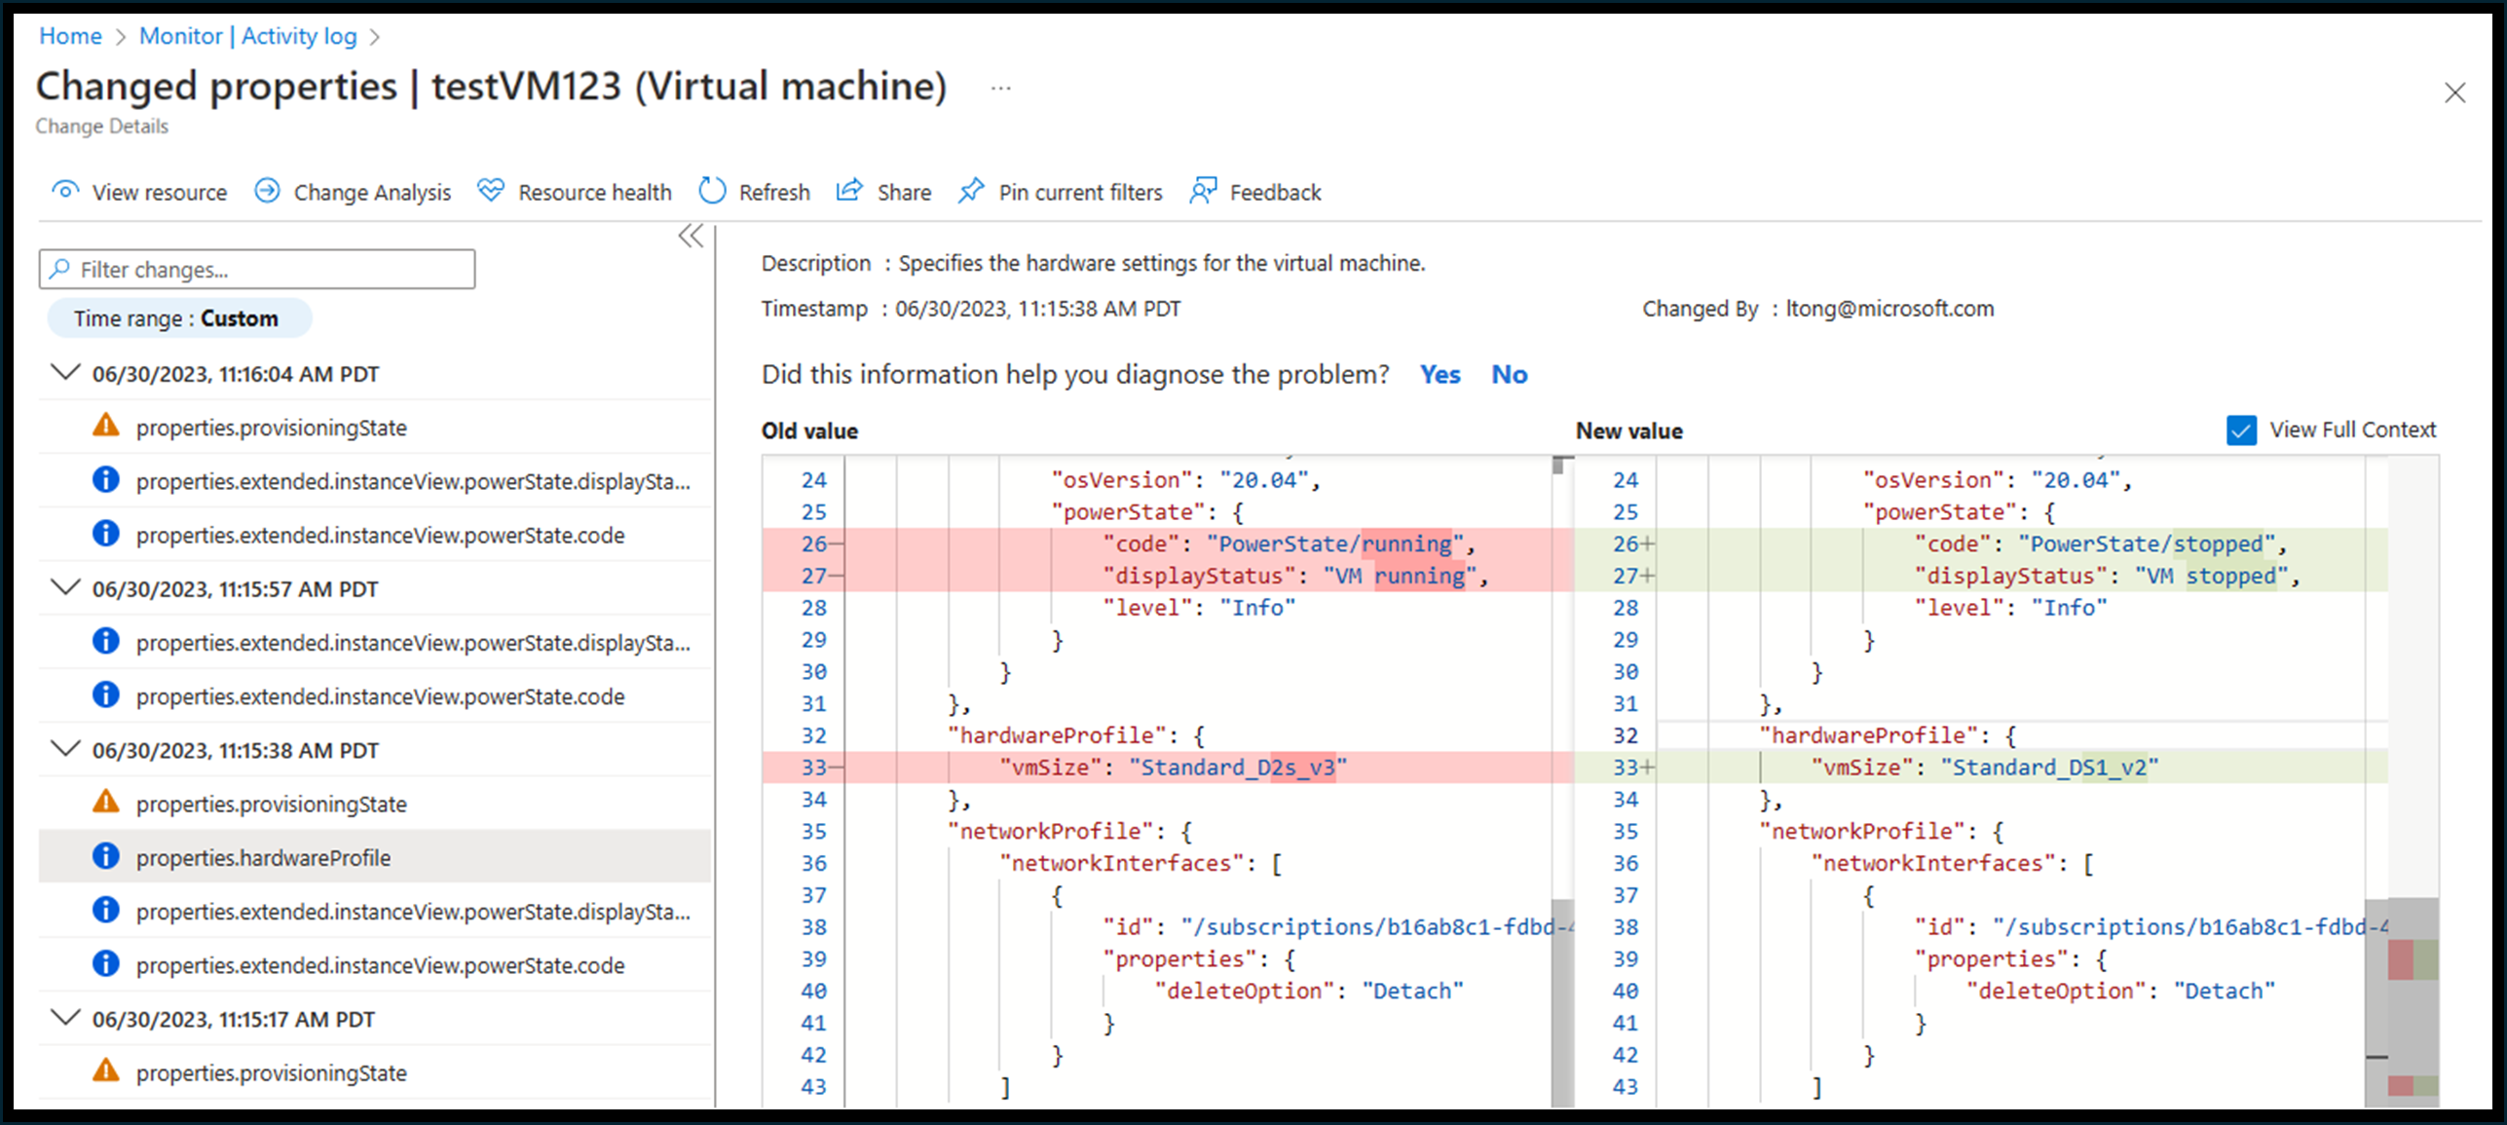 Home > Monitor | Activity log >
Changed properties | testVM123 (Virtual machine) ...
Change Details
View resource Change Analysis Resource health Refresh Share Pin current filters Feedback
Filter changes...
Time range : Custom
06/30/2023, 11:16:04 AM PDT
properties.provisioningState
properties.extended.instanceView.powerState.displaySta...
properties.extended.instanceView.powerState.code
06/30/2023, 11:15:57 AM PDT
properties.extended.instanceView.powerState.displaySta...
properties.extended.instanceView.powerState.code
06/30/2023, 11:15:38 AM PDT
properties.provisioningState
properties.hardwareProfile
properties.extended.instanceView.powerState.displaySta...
properties.extended.instanceView.powerState.code
06/30/2023, 11:15:17 AM PDT
properties.provisioningState
Description : Specifies the hardware settings for the virtual machine.
Timestamp : 06/30/2023, 11:15:38 AM PDT
Changed By : ltong@microsoft.com
Did this information help you diagnose the problem? Yes No
Old value
24 "osVersion": "20.04",
25 "powerState": {
26— "code": "PowerState/running",
27— "displayStatus": "VM running",
28 "level": "Info"
29 }
30 }
31 },
32 "hardwareProfile": {
33— "vmSize": "Standard_D2s_v3"
34 },
35 "networkProfile": {
36 "networkInterfaces": [
37 {
38 "id": "/subscriptions/b16ab8c1-fdbd-4
39 "properties": {
40 "deleteOption": "Detach"
41 }
42 }
43 ]
New value
View Full Context
24 "osVersion": "20.04",
25 "powerState": {
26+ "code": "PowerState/stopped",
27+ "displayStatus": "VM stopped",
28 "level": "Info"
29 }
30 }
31 },
32 "hardwareProfile": {
33+ "vmSize": "Standard_DS1_v2"
34 },
35 "networkProfile": {
36 "networkInterfaces": [
37 {
38 "id": "/subscriptions/b16ab8c1-fdbd-4
39 "properties": {
40 "deleteOption": "Detach"
41 }
42 }
43 ]